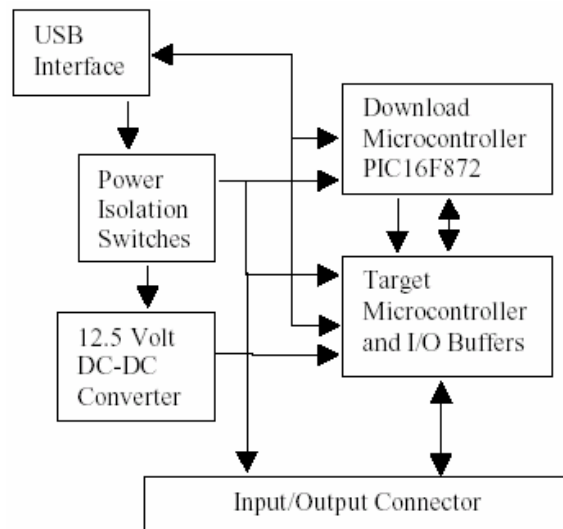 USB
Interface
Download
Microcontroller
PIC16F872
Power
Isolation
Switches
Target
Microcontroller
and I/O Buffers
12.5 Volt
DC-DC
Converter
Input/Output Connector